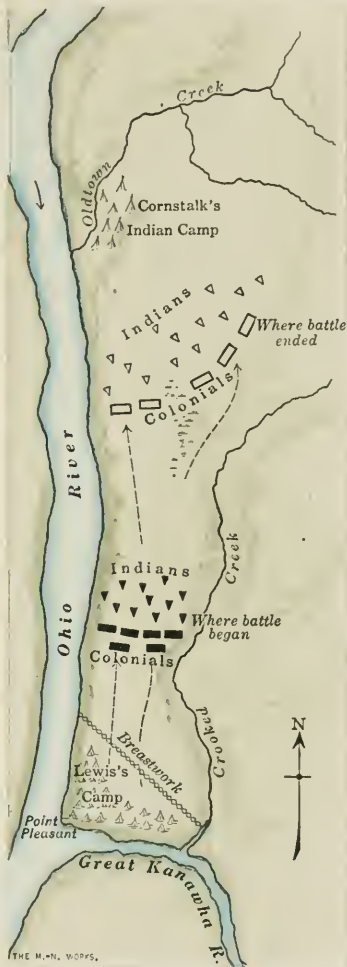 Creek
Oldtown
Cornstalk's
Indian Camp
Indians
Where battle
ended
Colonials
Ohio River
Creek
Indians
Where battle
began
Colonials
Crooked
Breastwork
N
Lewis's
Camp
Point
Pleasant
Great Kanawha R.
THE M.-N. WORKS.